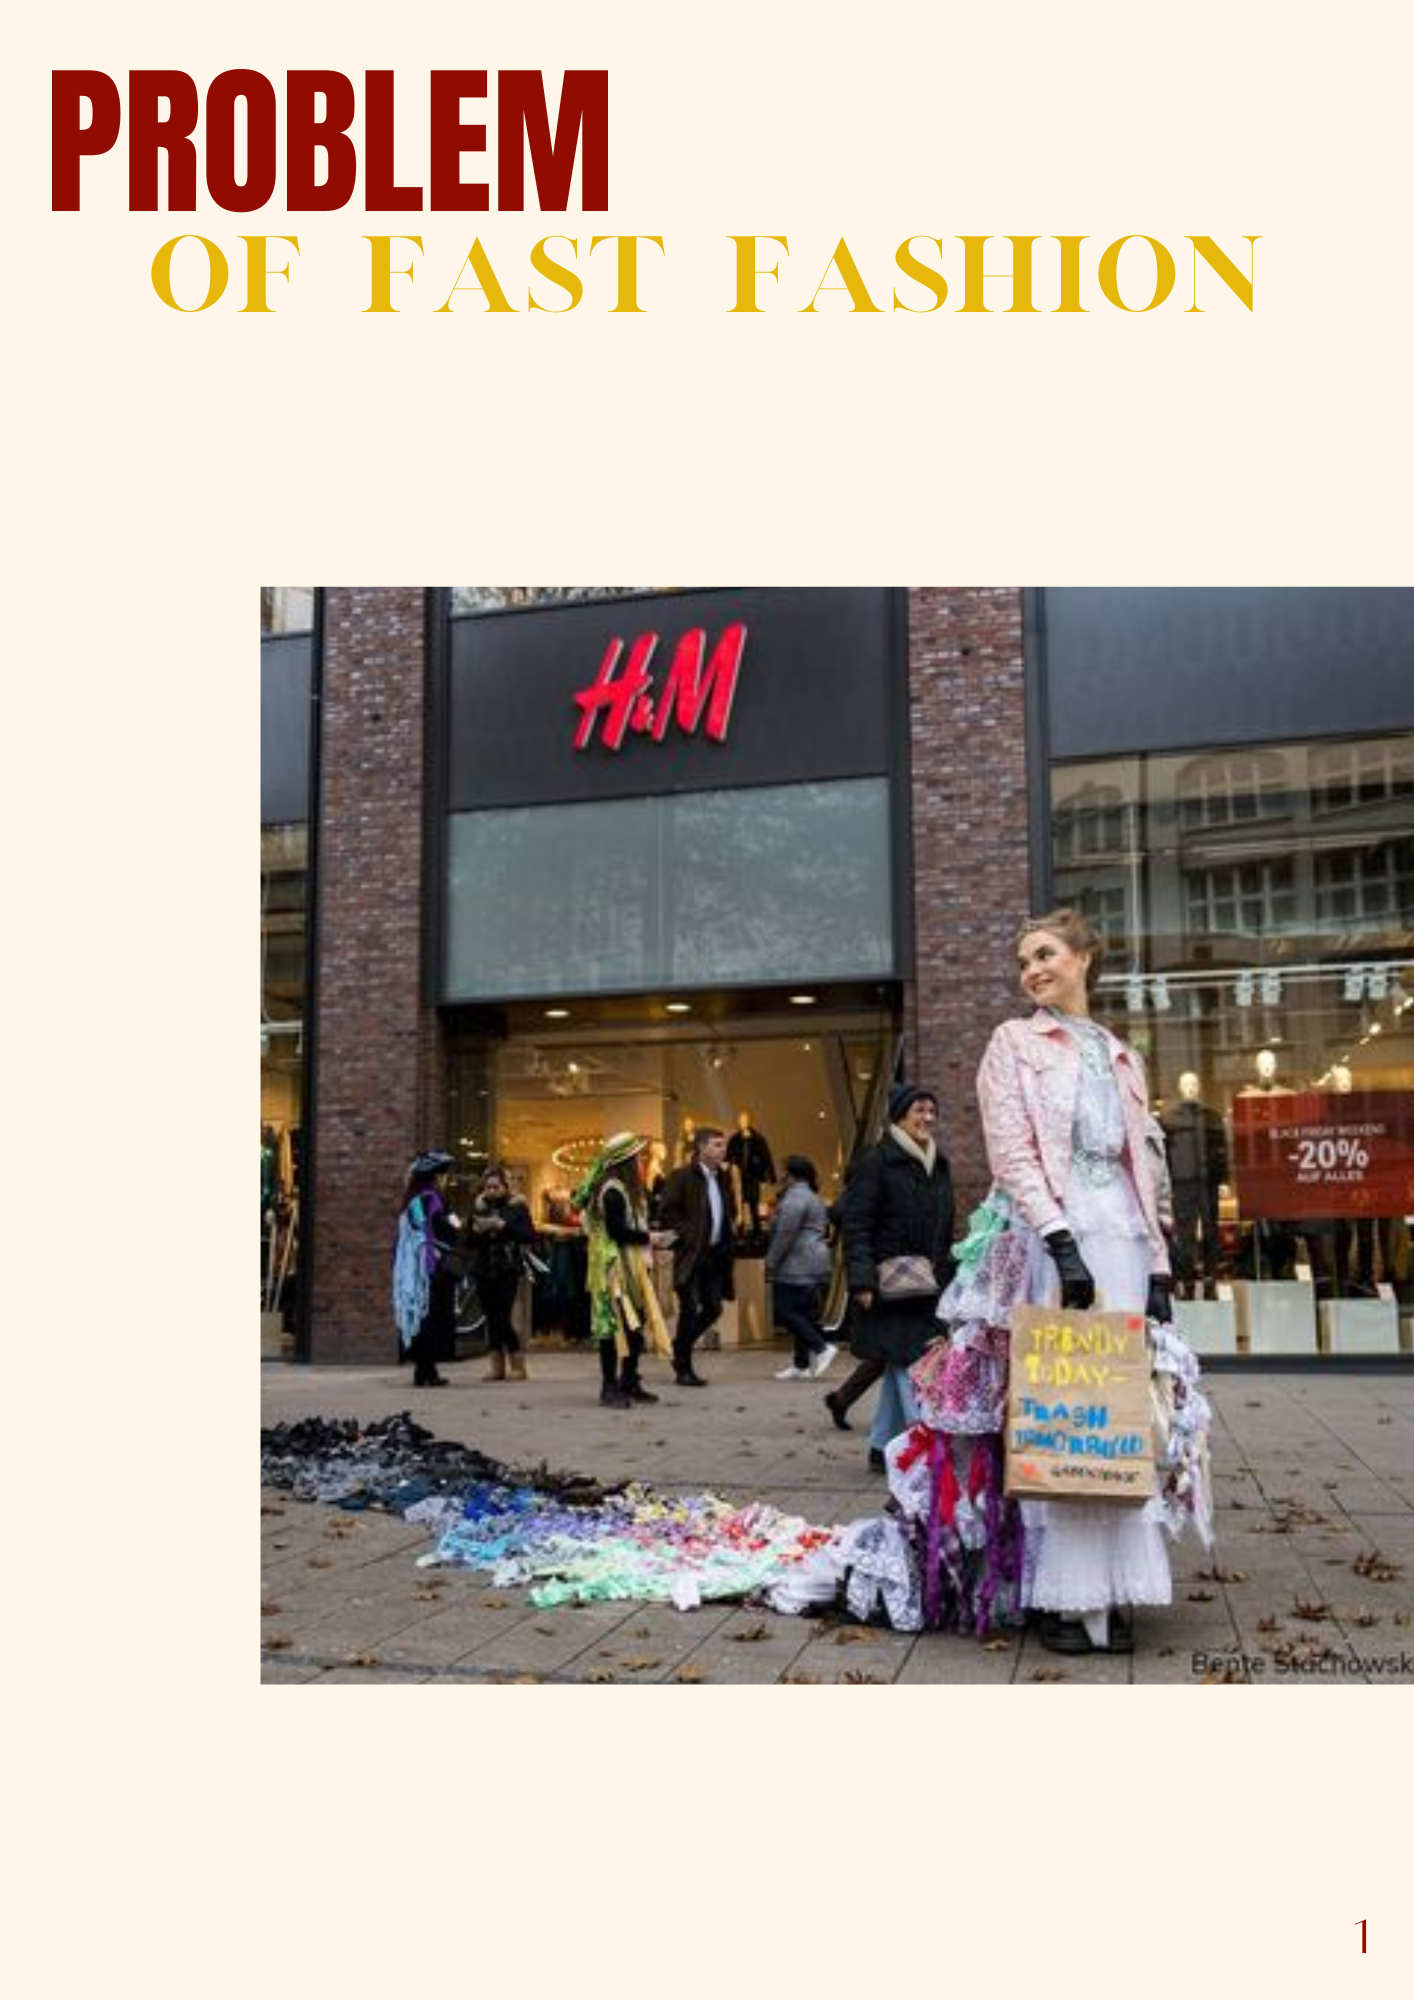 PROBLEM
OF FAST FASHION
H&M
BLACK FRIDAY WEEKEND
-20%
AUF ALLES
TRENDY
TODAY-
TRASH
TOMORROW
GREENPEACE
Bente Stachowsk
1